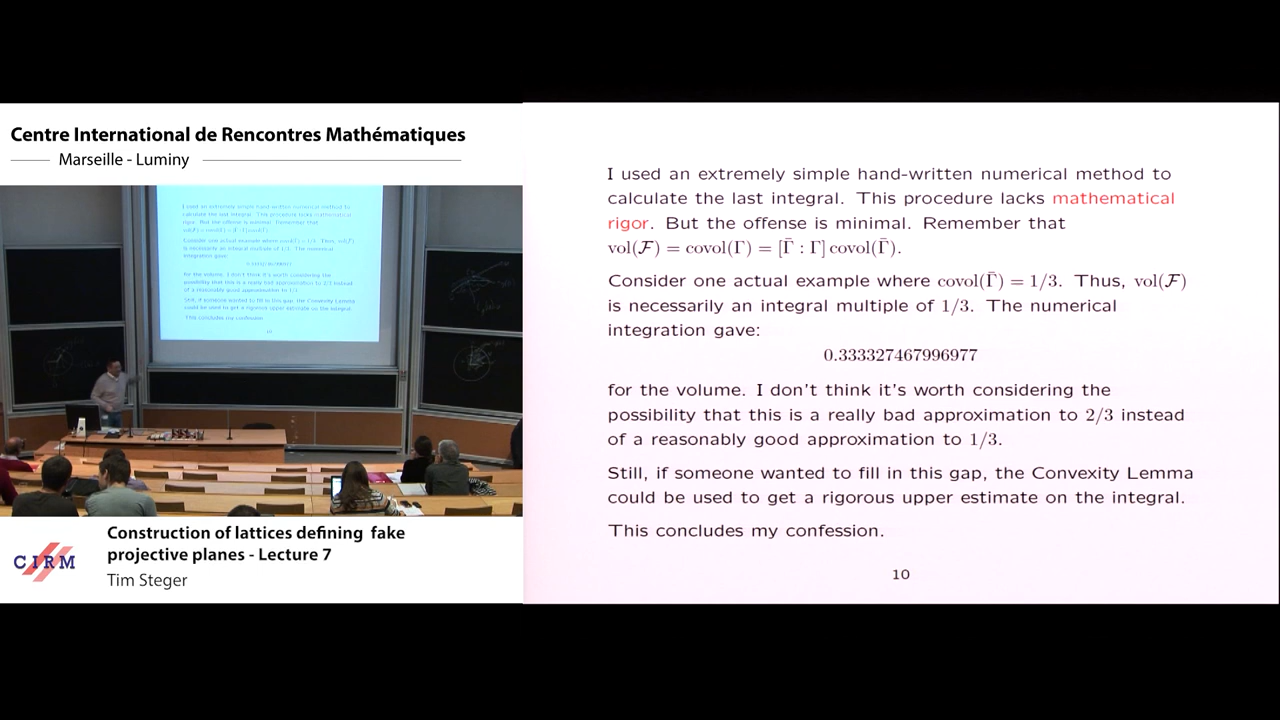 Centre International de Rencontres Mathématiques
Marseille - Luminy
I used an extremely simple hand-written numerical method to
calculate the last integral. This procedure lacks mathematical
rigor. But the offense is minimal. Remember that
vol(ℱ) = covol(Γ) = [Γ̄ : Γ] covol(Γ̄).
Consider one actual example where covol(Γ̄) = 1/3. Thus, vol(ℱ)
is necessarily an integral multiple of 1/3. The numerical
integration gave:
0.333327467996977
for the volume. I don't think it's worth considering the
possibility that this is a really bad approximation to 2/3 instead
of a reasonably good approximation to 1/3.
Still, if someone wanted to fill in this gap, the Convexity Lemma
could be used to get a rigorous upper estimate on the integral.
This concludes my confession.
10
Construction of lattices defining fake
projective planes - Lecture 7
Tim Steger
CIRM